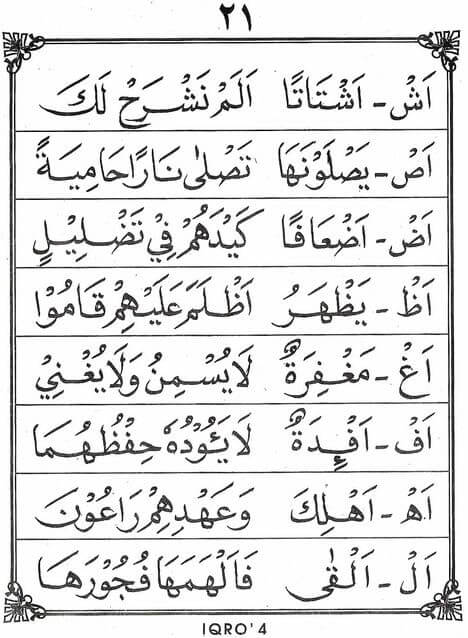 ٢١
اَشْ - اَشْتَاتًا اَلَمْ نَشْرَحْ لَكَ
اَصْ - يَصْلَوْنَهَا تَصْلٰى نَارًا حَامِيَةً
اَضْ - اَضْعَافًا كَيْدَهُمْ فِيْ تَضْلِيْلٍ
اَظْ - يَظْهَرُ اَظْلَمَ عَلَيْهِمْ قَامُوْا
اَغْ - مَغْفِرَةٌ لَا يُسْمِنُ وَلَا يُغْنِيْ
اَفْ - اَفْئِدَةٌ لَا يَؤُدُهٗ حِفْظُهُمَا
اَهْ - اَهْلِكَ وَعَهْدِهِمْ رَاعُوْنَ
اَلْ - اَلْقٰى فَاَلْهَمَهَا فُجُوْرَهَا
IQRO' 4